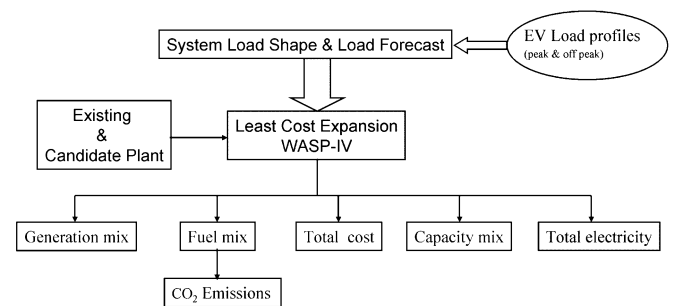 EV Load profiles
(peak & off peak)
System Load Shape & Load Forecast
Existing
&
Candidate Plant
Least Cost Expansion
WASP-IV
Generation mix
Fuel mix
Total cost
Capacity mix
Total electricity
CO₂ Emissions